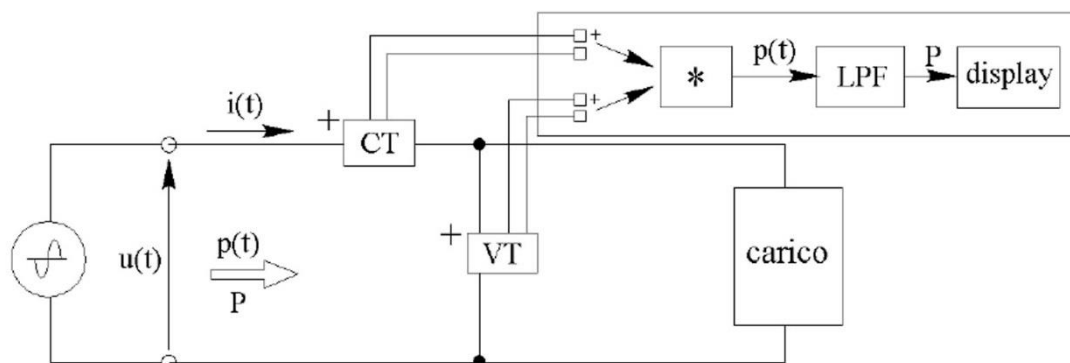 +
+
*
p(t)
LPF
P
display
i(t)
+
CT
u(t)
p(t)
P
+
VT
carico